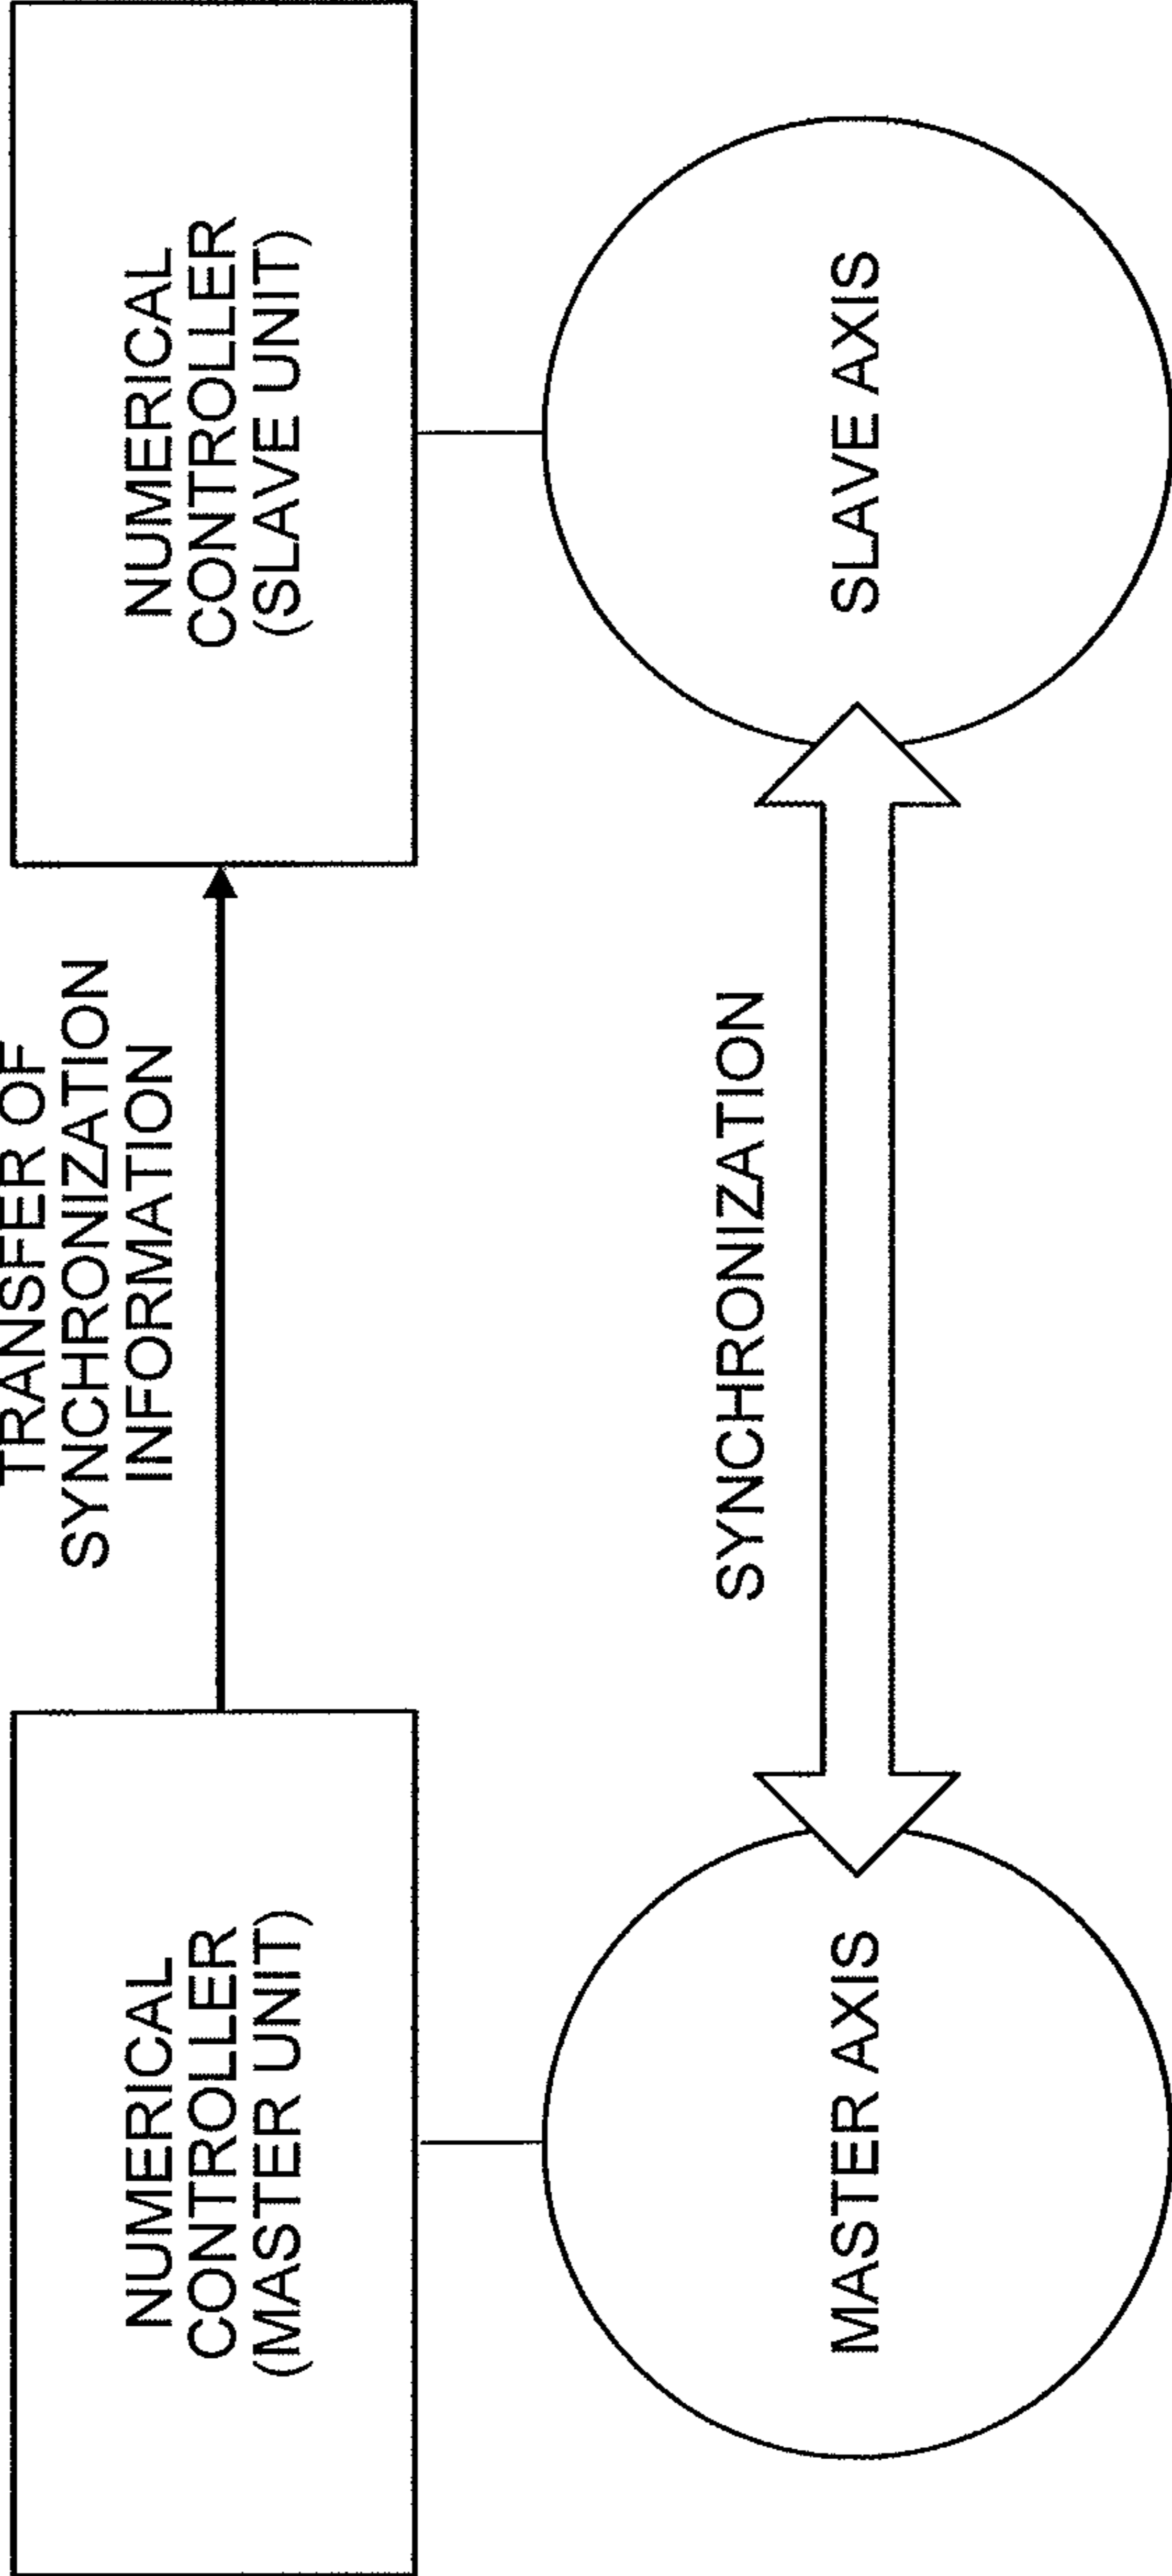 NUMERICAL
CONTROLLER
(MASTER UNIT)
TRANSFER OF
SYNCHRONIZATION
INFORMATION
NUMERICAL
CONTROLLER
(SLAVE UNIT)
MASTER AXIS
SYNCHRONIZATION
SLAVE AXIS